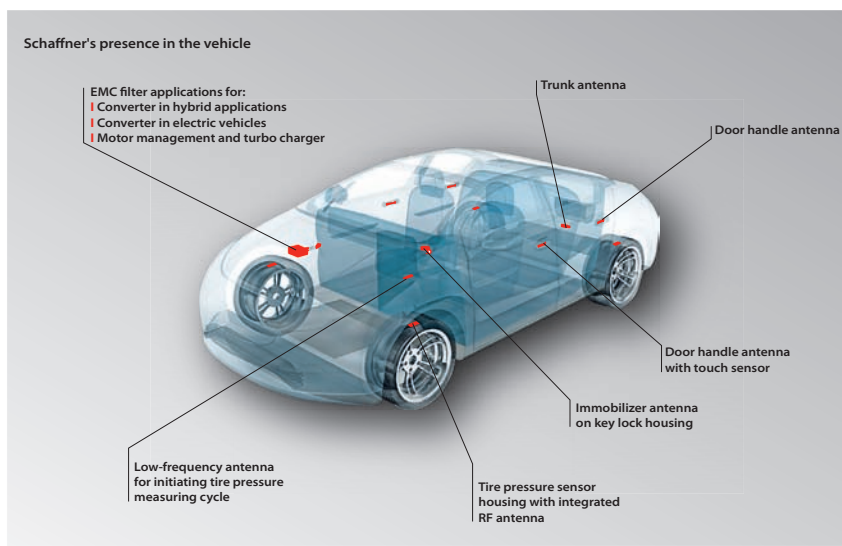 Schaffner's presence in the vehicle
EMC filter applications for:
Converter in hybrid applications
Converter in electric vehicles
Motor management and turbo charger
Trunk antenna
Door handle antenna
Door handle antenna
with touch sensor
Immobilizer antenna
on key lock housing
Low-frequency antenna
for initiating tire pressure
measuring cycle
Tire pressure sensor
housing with integrated
RF antenna